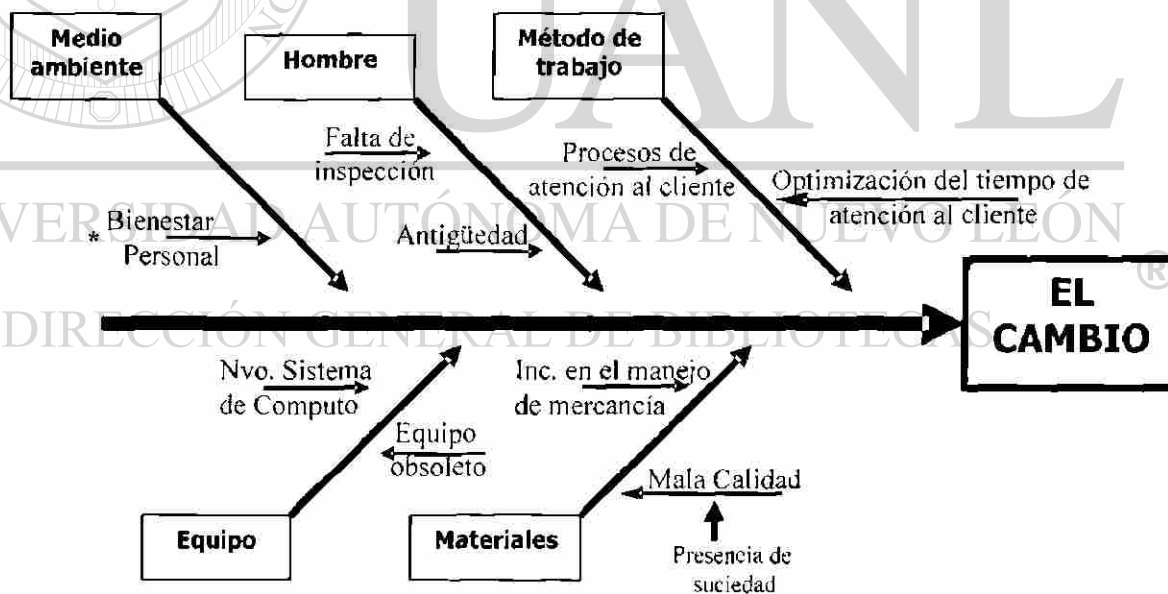 UANL
Medio
ambiente
Hombre
Método de
trabajo
Falta de
inspección
Procesos de
atención al cliente
Optimización del tiempo de
atención al cliente
* Bienestar
Personal
Antigüedad
VERSIDAD AUTÓNOMA DE NUEVO LEÓN
®
DIRECCIÓN GENERAL DE BIBLIOTECAS
EL
CAMBIO
Nvo. Sistema
de Computo
Inc. en el manejo
de mercancía
Equipo
obsoleto
Mala Calidad
Equipo
Materiales
Presencia de
suciedad